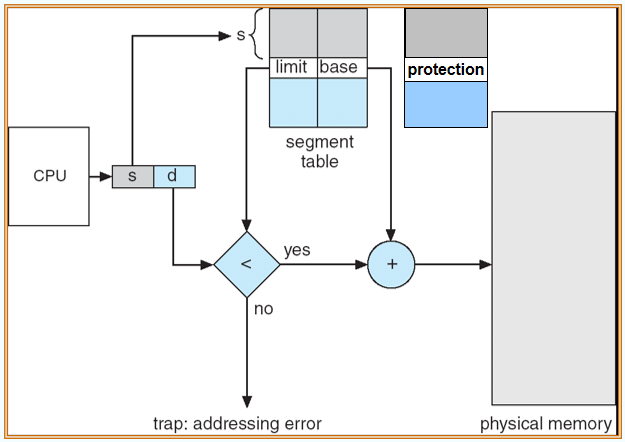 s
limit base
protection
segment
table
CPU
s d
<
yes
+
no
trap: addressing error
physical memory